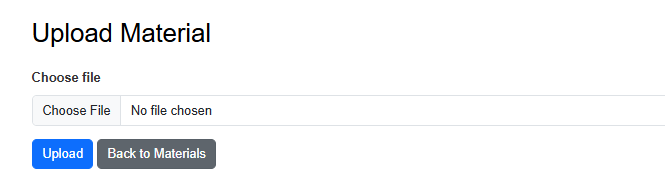 Upload Material
Choose file
Choose File No file chosen
Upload Back to Materials